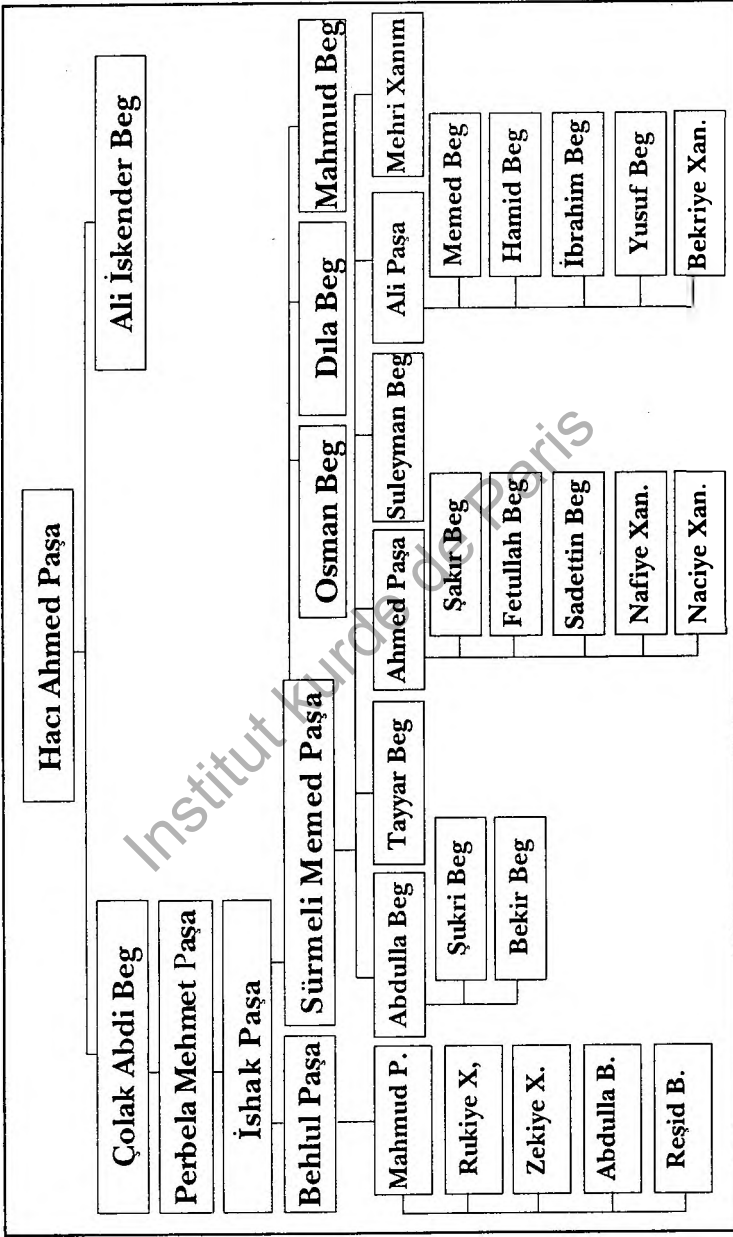 Hacı Ahmed Paşa
Çolak Abdi Beg
Ali İskender Beg
Perbela Mehmet Paşa
İshak Paşa
Behlul Paşa
Sürmeli Memed Paşa
Osman Beg
Dıla Beg
Mahmud Beg
Mahmud P.
Rukiye X,
Zekiye X.
Abdulla B.
Reşid B.
Abdulla Beg
Tayyar Beg
Ahmed Paşa
Suleyman Beg
Ali Paşa
Mehri Xanım
Şukri Beg
Bekir Beg
Şakır Beg
Fetullah Beg
Sadettin Beg
Nafiye Xan.
Naciye Xan.
Memed Beg
Hamid Beg
İbrahim Beg
Yusuf Beg
Bekriye Xan.
Institut kurde de Paris